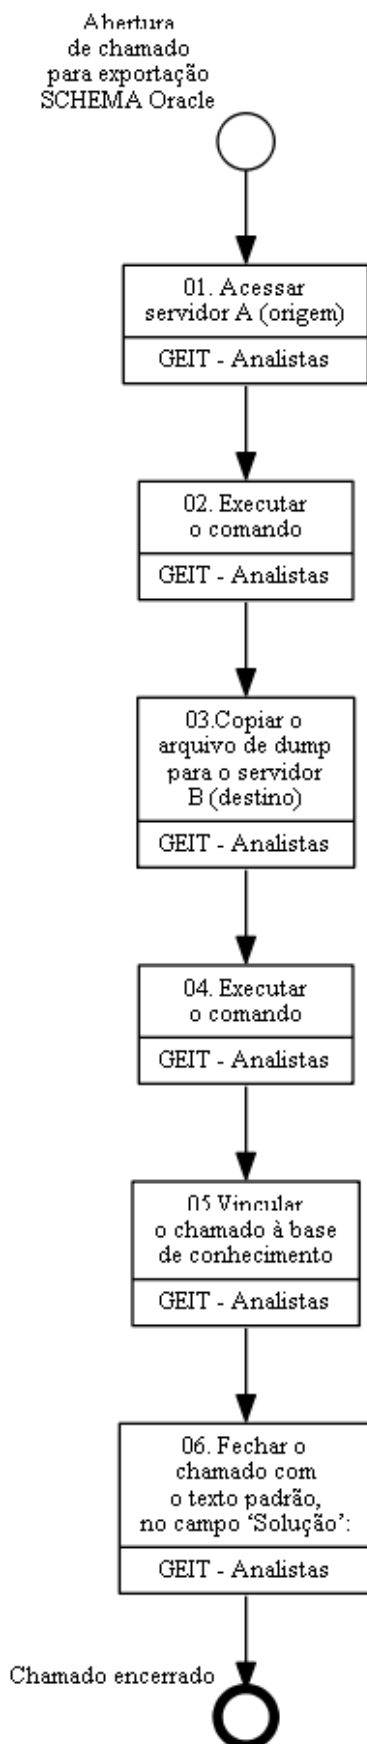 Abertura
de chamado
para exportação
SCHEMA Oracle
01. Acessar
servidor A (origem)
GEIT - Analistas
02. Executar
o comando
GEIT - Analistas
03.Copiar o
arquivo de dump
para o servidor
B (destino)
GEIT - Analistas
04. Executar
o comando
GEIT - Analistas
05.Vincular
o chamado à base
de conhecimento
GEIT - Analistas
06. Fechar o
chamado com
o texto padrão,
no campo ‘Solução’:
GEIT - Analistas
Chamado encerrado